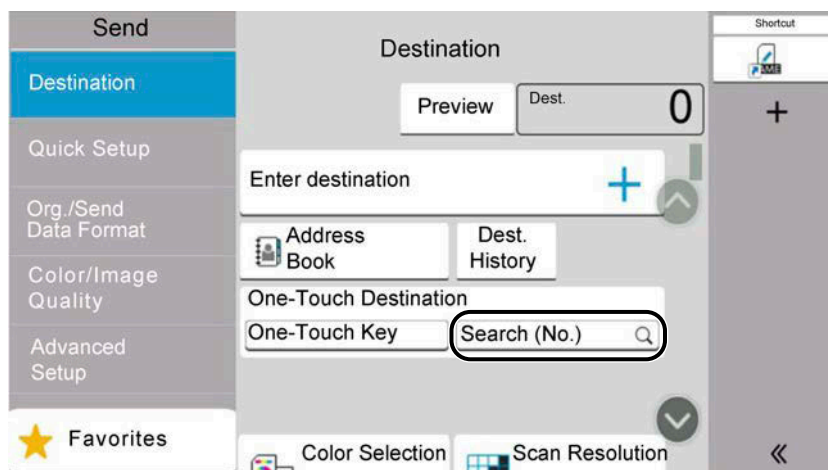 Send
Destination
Quick Setup
Org./Send
Data Format
Color/Image
Quality
Advanced
Setup
Favorites
Destination
Preview
Dest.
0
Enter destination
Address
Book
Dest.
History
One-Touch Destination
One-Touch Key
Search (No.)
Color Selection
Scan Resolution
Shortcut
+